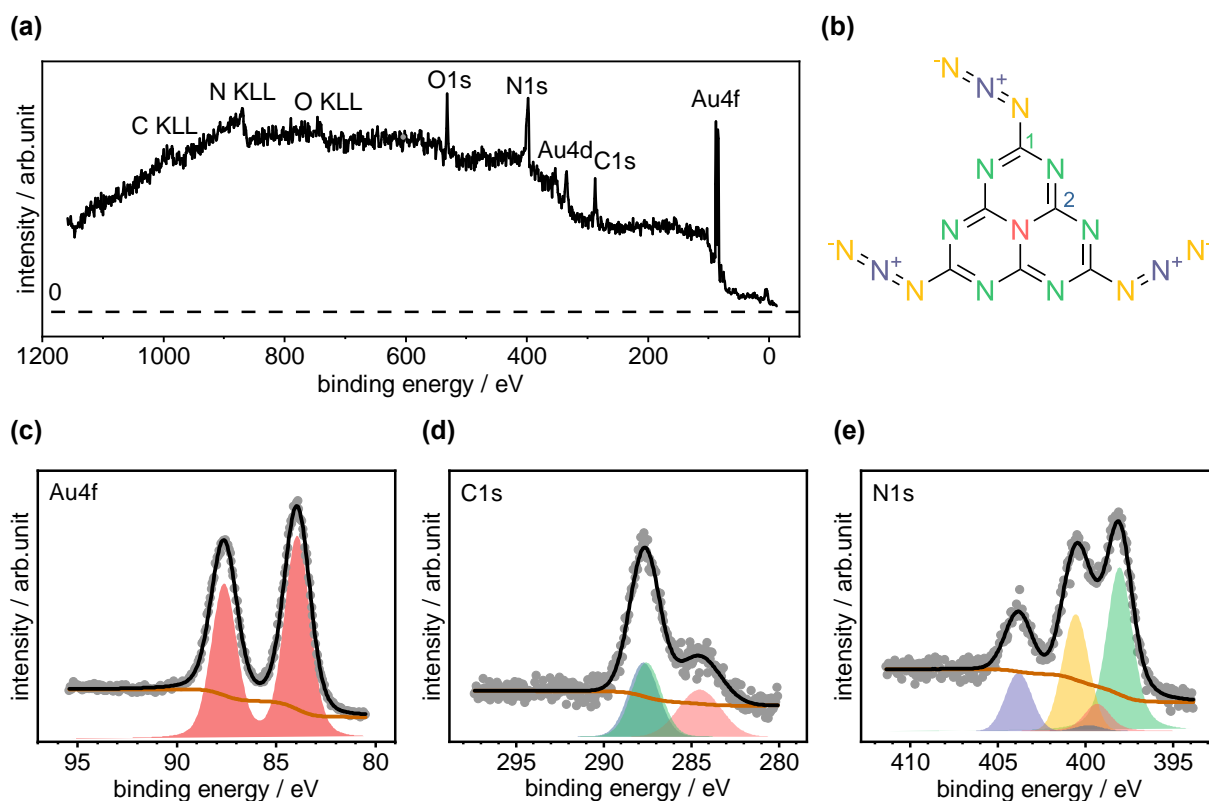 (a)
intensity / arb.unit
0
C KLL
N KLL
O KLL
O1s
N1s
Au4d
C1s
Au4f
1200 1000 800 600 400 200 0
binding energy / eV
(b)
-N
N+
N
1
N N
2
N N N
-N N+ N N N N N+ N-
N N
(c)
Au4f
intensity / arb.unit
95 90 85 80
binding energy / eV
(d)
C1s
intensity / arb.unit
295 290 285 280
binding energy / eV
(e)
N1s
intensity / arb.unit
410 405 400 395
binding energy / eV